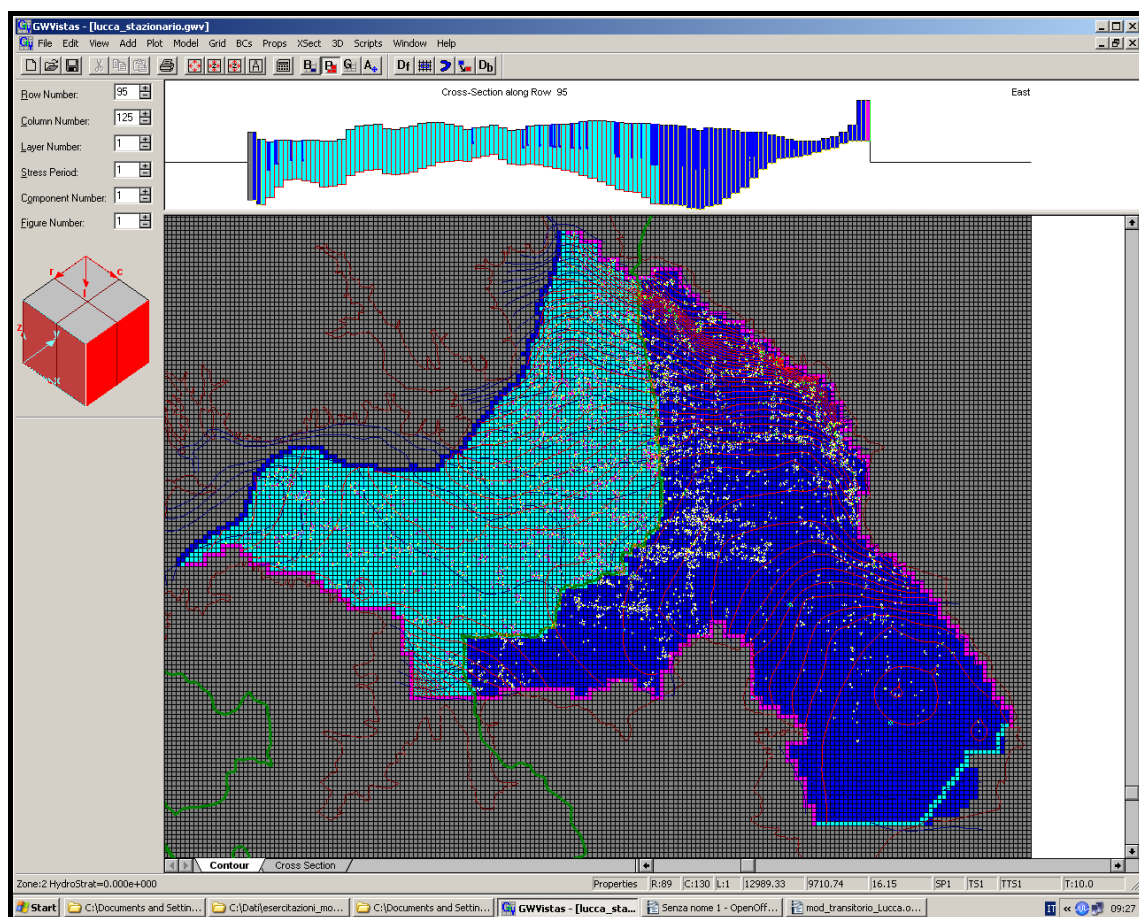 GWVistas - [lucca_stazionario.gwv]
File Edit View Add Plot Model Grid BCs Props XSect 3D Scripts Window Help
B G A Df Db
Row Number: 95
Column Number: 125
Layer Number: 1
Stress Period: 1
Component Number: 1
Figure Number: 1
Cross-Section along Row 95
East
r c
l
z y
x
Contour Cross Section
Zone:2 HydroStrat=0.000e+000
Properties R:89 C:130 L:1 12989.33 9710.74 16.15 SP1 TS1 TTS1 T:10.0
Start C:\Documents and Settin... C:\Dati\esercitazioni_mo... C:\Documents and Settin... GWVistas - [lucca_sta... Senza nome 1 - OpenOff... mod_transitorio_Lucca.o... IT « 09:27